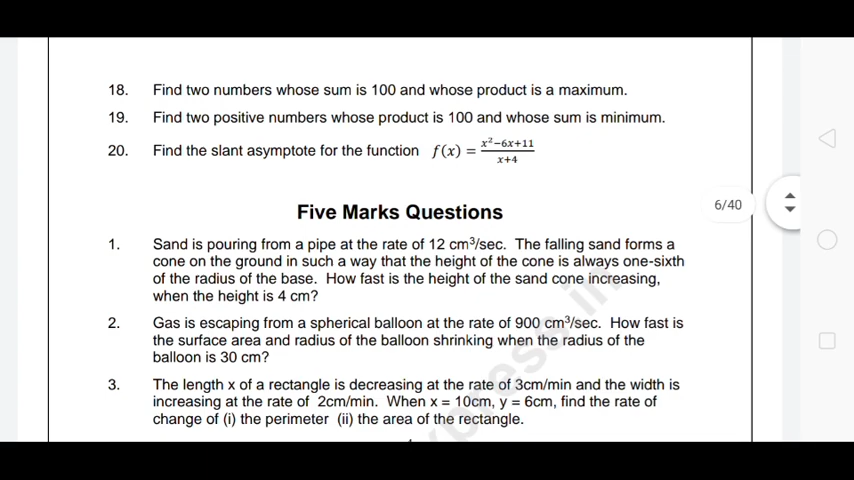 18. Find two numbers whose sum is 100 and whose product is a maximum.
19. Find two positive numbers whose product is 100 and whose sum is minimum.
20. Find the slant asymptote for the function f(x) = x²−6x+11 / x+4
Five Marks Questions
6/40
1. Sand is pouring from a pipe at the rate of 12 cm³/sec. The falling sand forms a
cone on the ground in such a way that the height of the cone is always one-sixth
of the radius of the base. How fast is the height of the sand cone increasing,
when the height is 4 cm?
2. Gas is escaping from a spherical balloon at the rate of 900 cm³/sec. How fast is
the surface area and radius of the balloon shrinking when the radius of the
balloon is 30 cm?
3. The length x of a rectangle is decreasing at the rate of 3cm/min and the width is
increasing at the rate of 2cm/min. When x = 10cm, y = 6cm, find the rate of
change of (i) the perimeter (ii) the area of the rectangle.
xpress.in